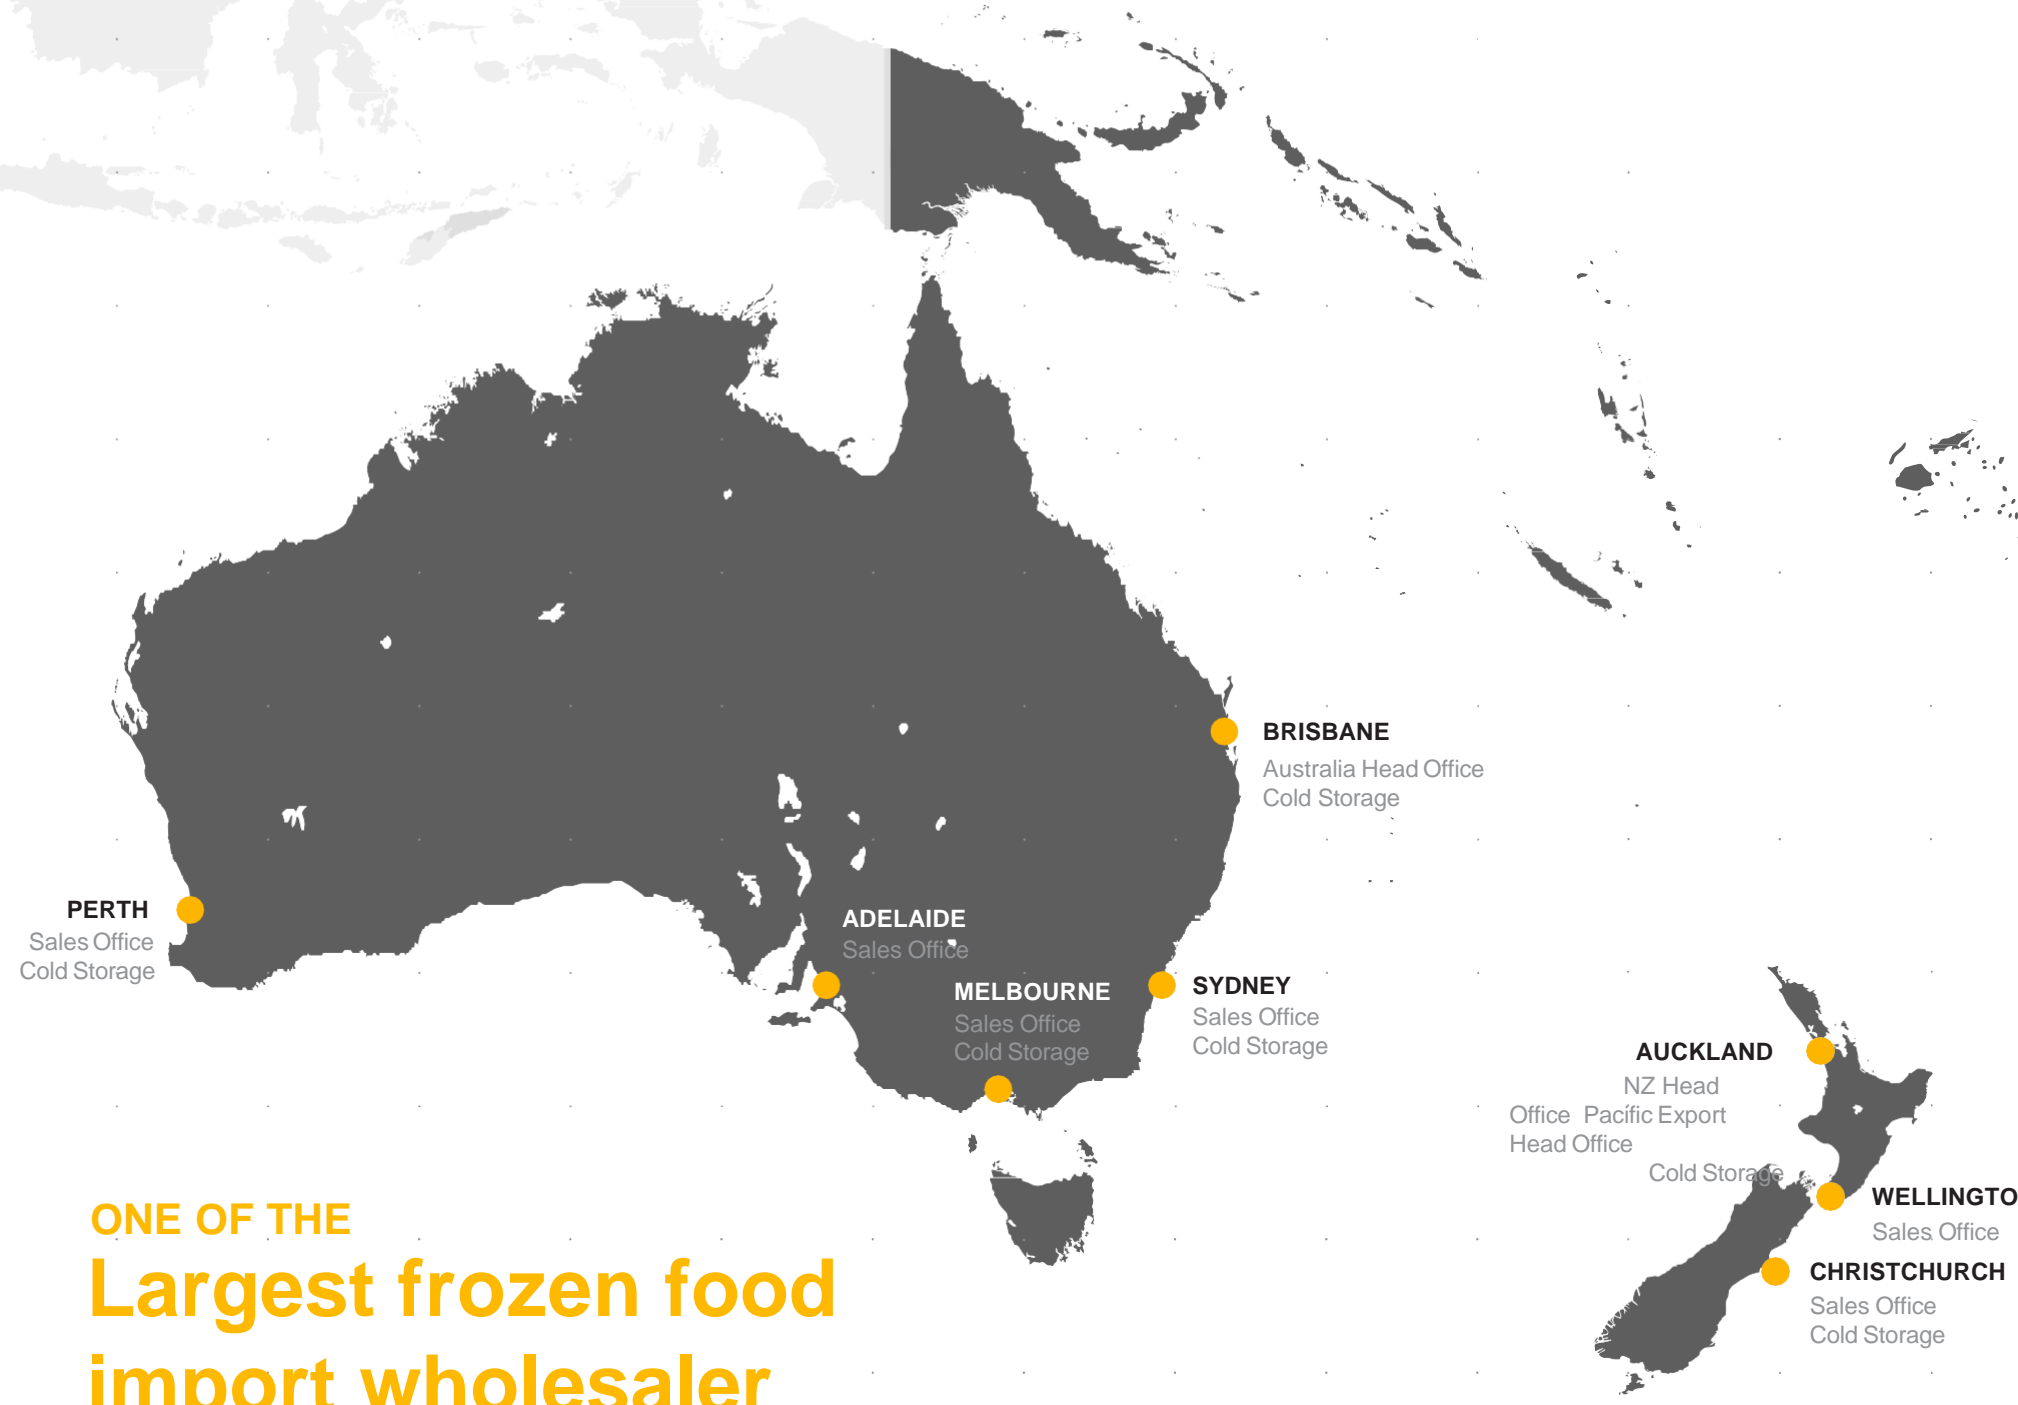 BRISBANE
Australia Head Office
Cold Storage
PERTH
Sales Office
Cold Storage
ADELAIDE
Sales Office
MELBOURNE
Sales Office
Cold Storage
SYDNEY
Sales Office
Cold Storage
AUCKLAND
NZ Head
Office Pacific Export
Head Office
Cold Storage
WELLINGTO
Sales Office
CHRISTCHURCH
Sales Office
Cold Storage
ONE OF THE
Largest frozen food
import wholesaler